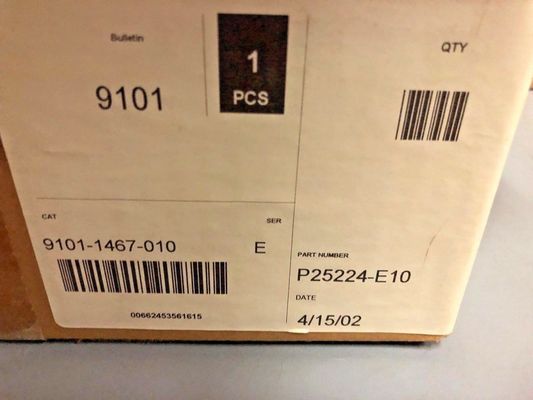 Bulletin
9101
1
PCS
QTY
CAT
SER
9101-1467-010
E
00662453561615
PART NUMBER
P25224-E10
DATE
4/15/02